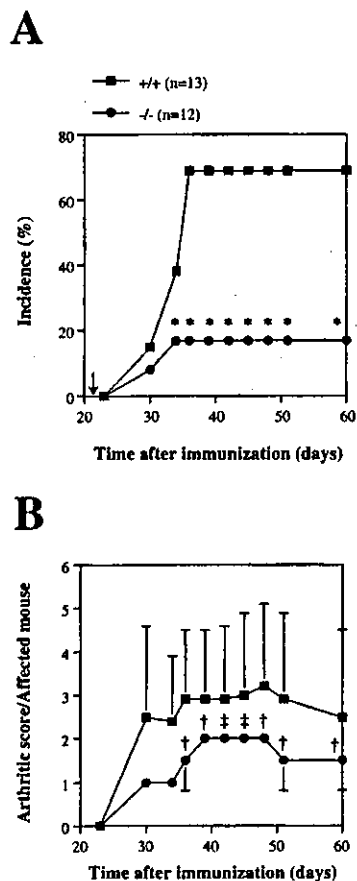 A
+/+ (n=13)
-/- (n=12)
80
60
40
20
0
Incidence (%)
* * * * * * * *
20 30 40 50 60
Time after immunization (days)
B
6
5
4
3
2
1
0
Arthritic score/Affected mouse
† † ‡ ‡ † † †
20 30 40 50 60
Time after immunization (days)